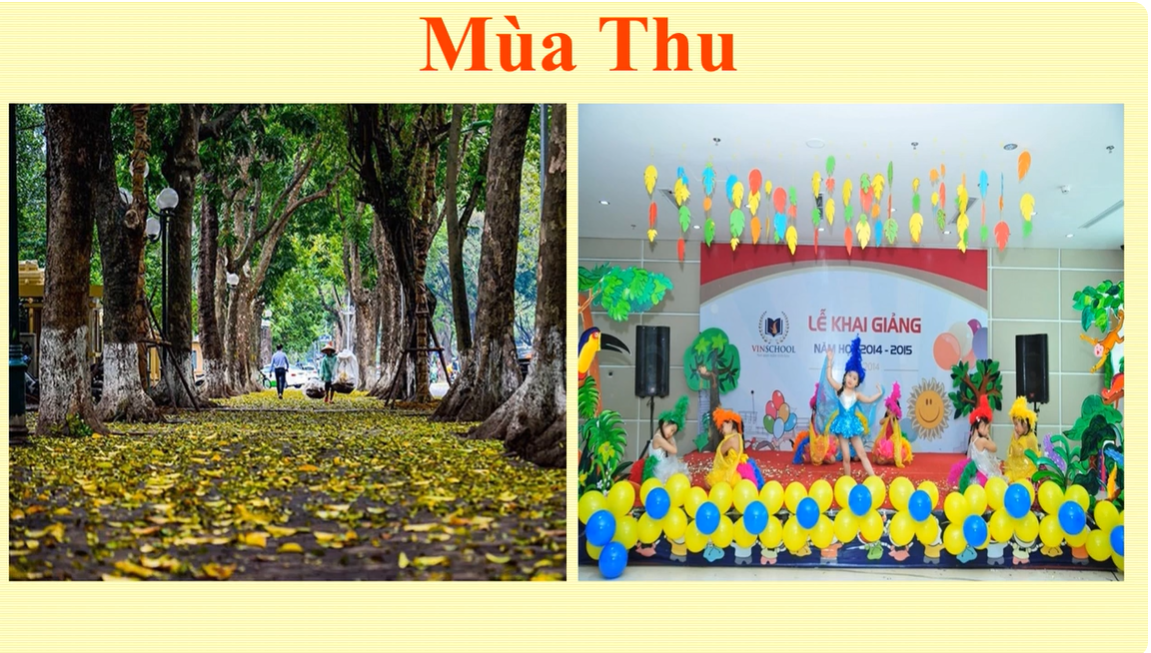 Mùa Thu
LỄ KHAI GIẢNG
VINSCHOOL
NĂM HỌC 2014 - 2015